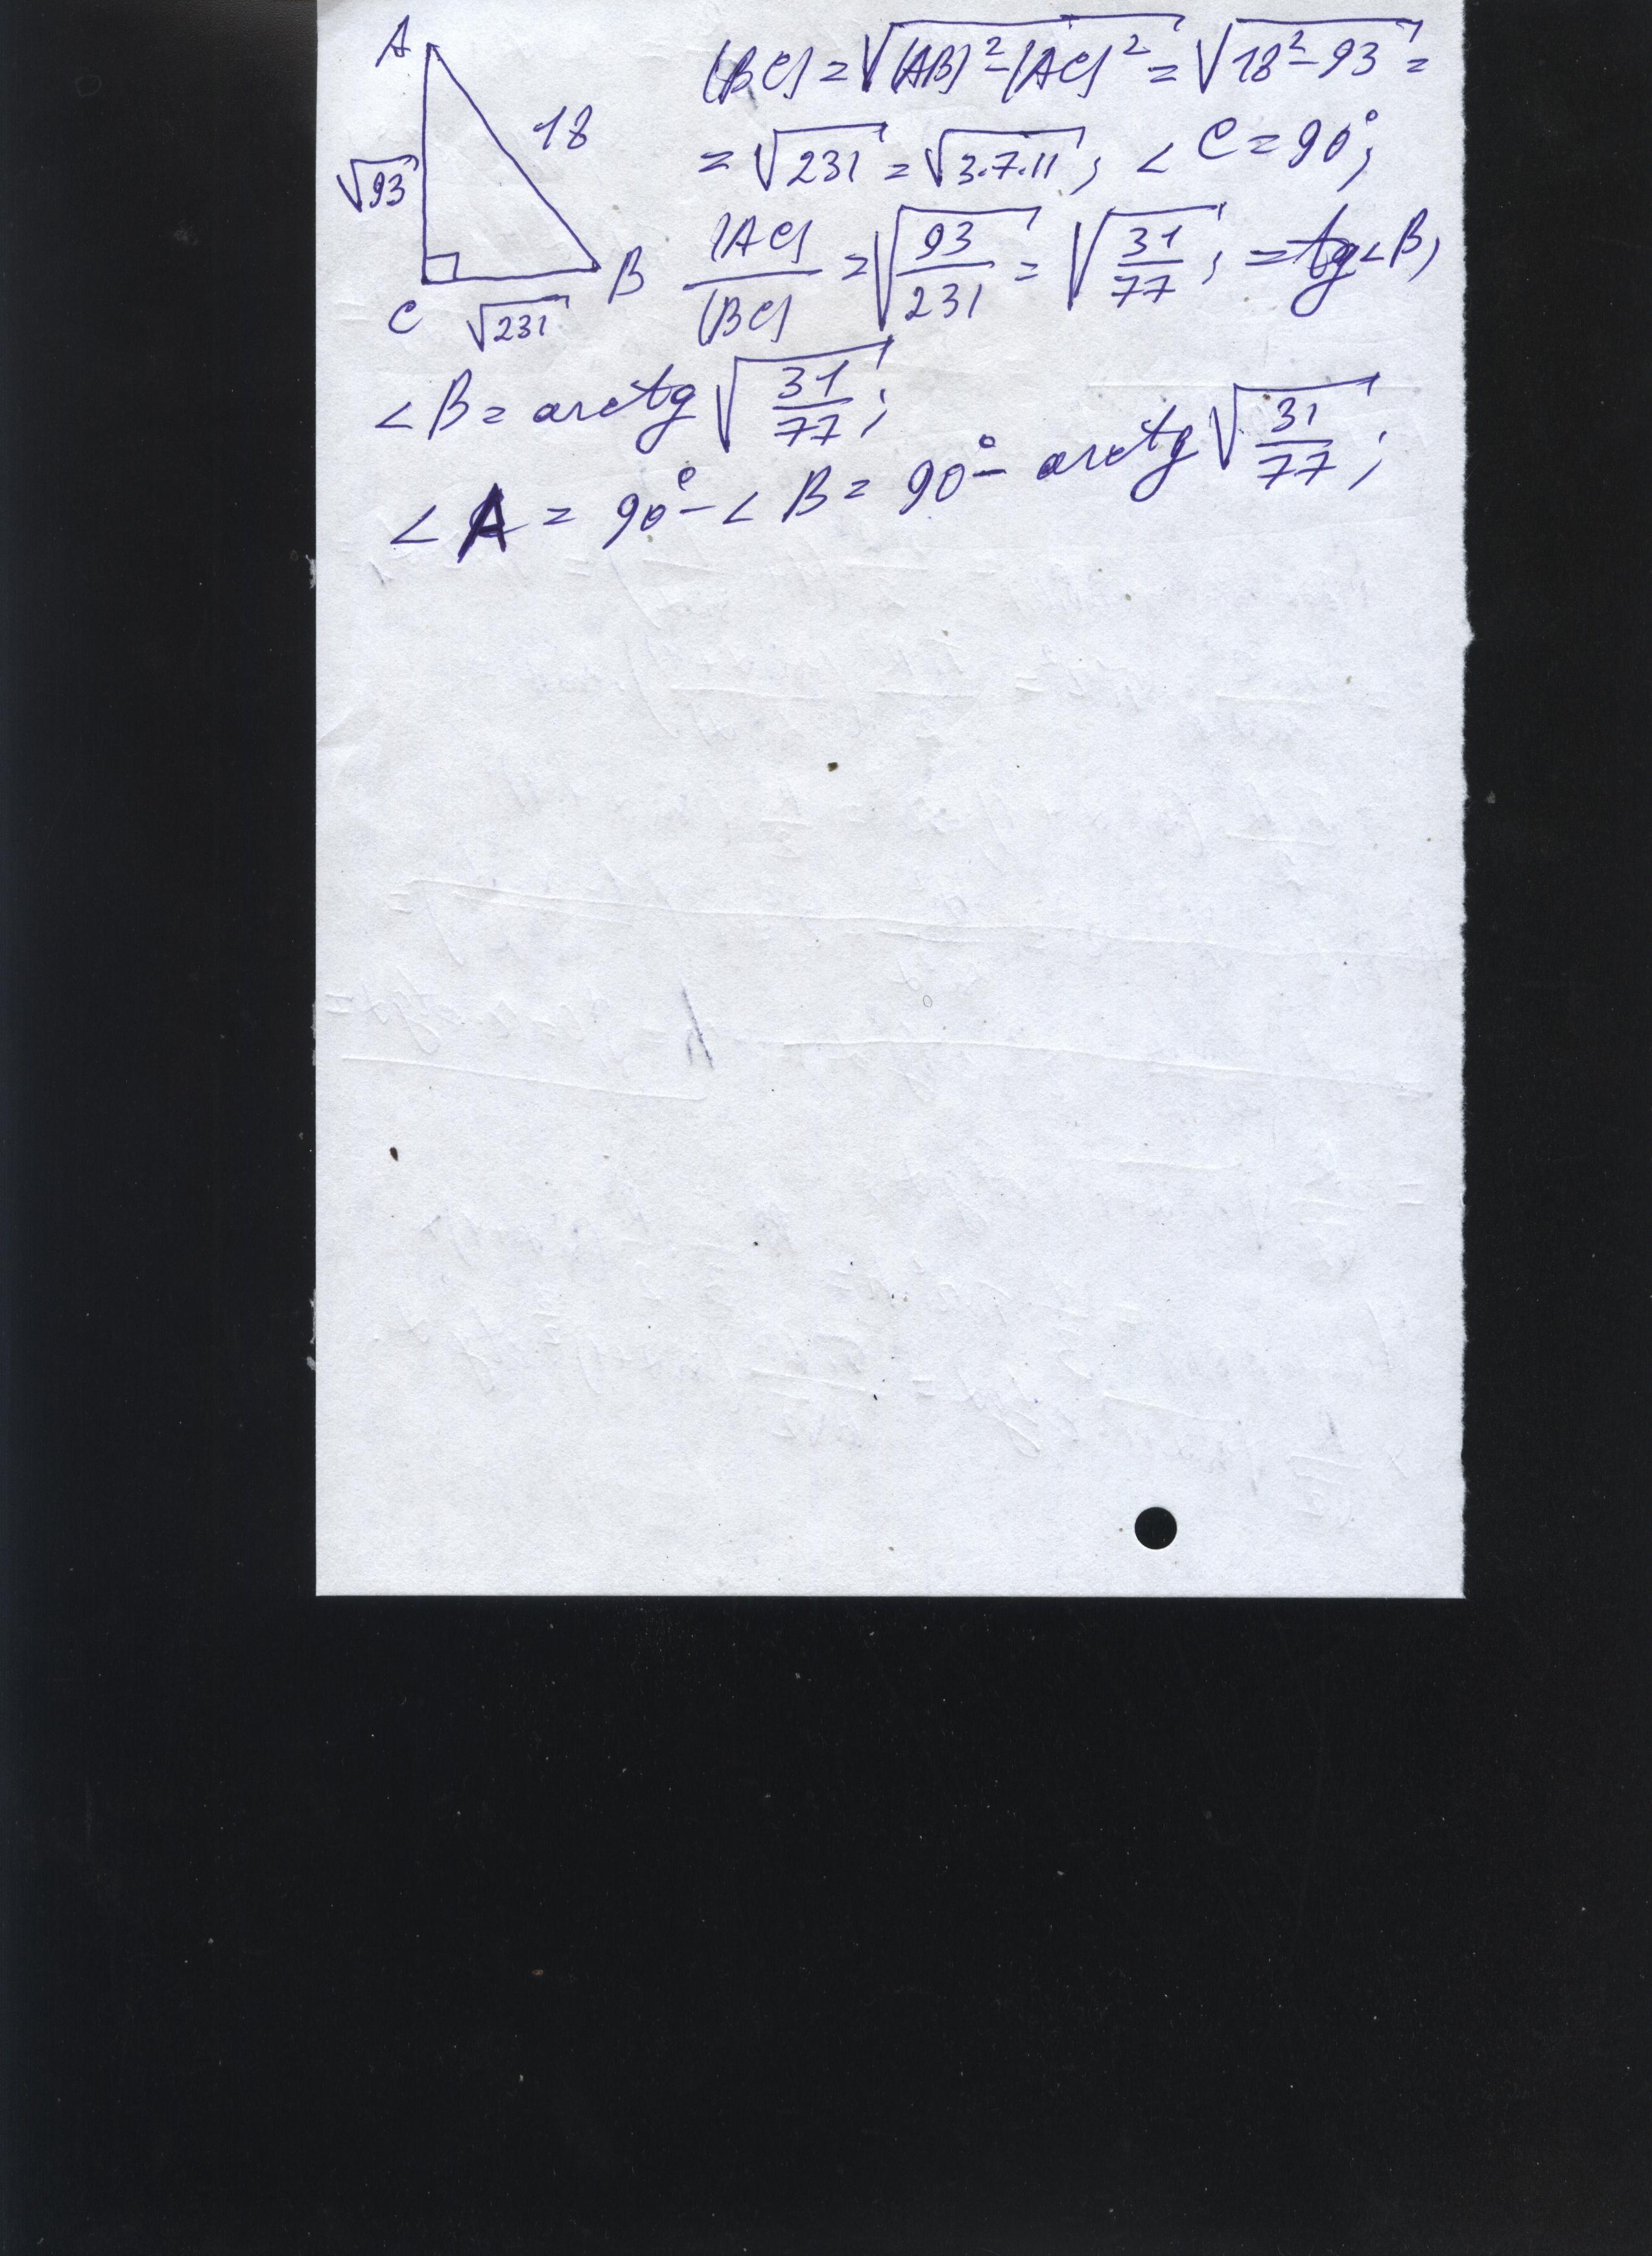 A
18
√93
C
√231
B
|BC| = √(|AB|² - |AC|²) = √(18² - 93) =
= √231 = √(3·7·11); ∠C = 90°;
|AC|/|BC| = √(93/231) = √(31/77); = tg∠B;
∠B = arctg √(31/77);
∠A = 90° - ∠B = 90° - arctg √(31/77);